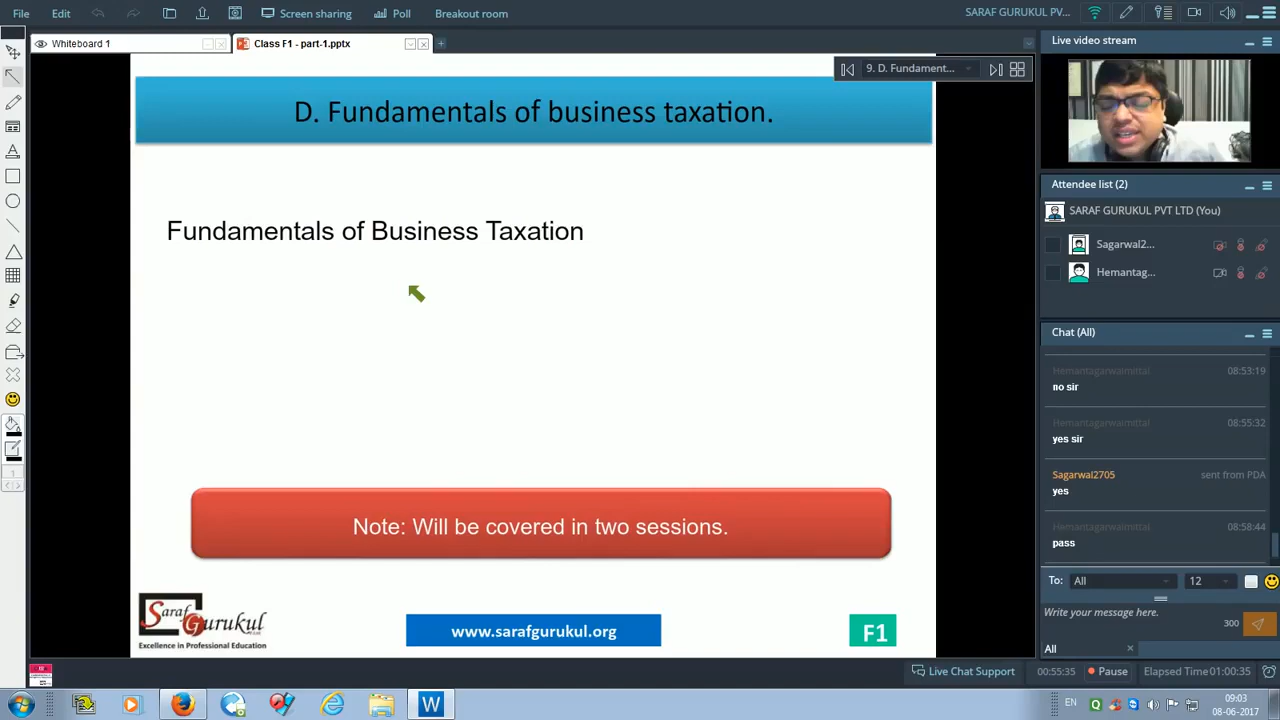 File Edit Screen sharing Poll Breakout room SARAF GURUKUL PV...
Whiteboard 1 Class F1 - part-1.pptx
Live video stream
9. D. Fundament...
D. Fundamentals of business taxation.
Fundamentals of Business Taxation
Note: Will be covered in two sessions.
Saraf Gurukul
Excellence in Professional Education
www.sarafgurukul.org
F1
Attendee list (2)
SARAF GURUKUL PVT LTD (You)
Sagarwal2...
Hemantag...
Chat (All)
Hemantagarwalmittal 08:53:19
no sir
Hemantagarwalmittal 08:55:32
yes sir
Sagarwal2705 sent from PDA
yes
Hemantagarwalmittal 08:58:44
pass
To: All 12
Write your message here.
300
All
Live Chat Support 00:55:35 Pause Elapsed Time 01:00:35
EN 09:03
08-06-2017